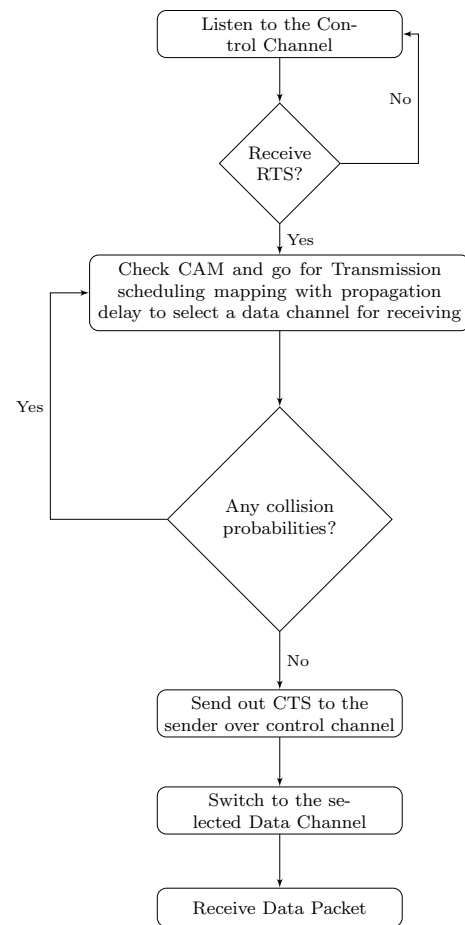 Listen to the Con-
trol Channel
No
Receive
RTS?
Yes
Check CAM and go for Transmission
scheduling mapping with propagation
delay to select a data channel for receiving
Yes
Any collision
probabilities?
No
Send out CTS to the
sender over control channel
Switch to the se-
lected Data Channel
Receive Data Packet